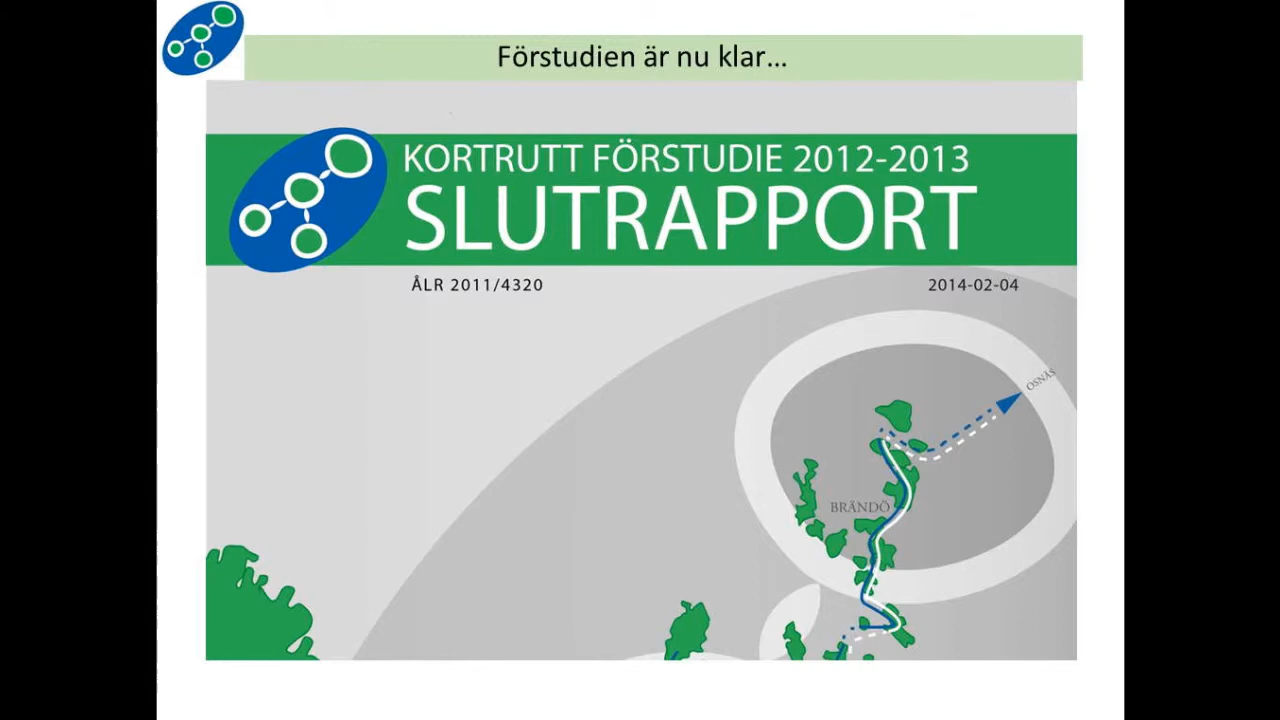 Förstudien är nu klar...
KORTRUTT FÖRSTUDIE 2012-2013
SLUTRAPPORT
ÅLR 2011/4320
2014-02-04
OSNÄS
BRÄNDÖ